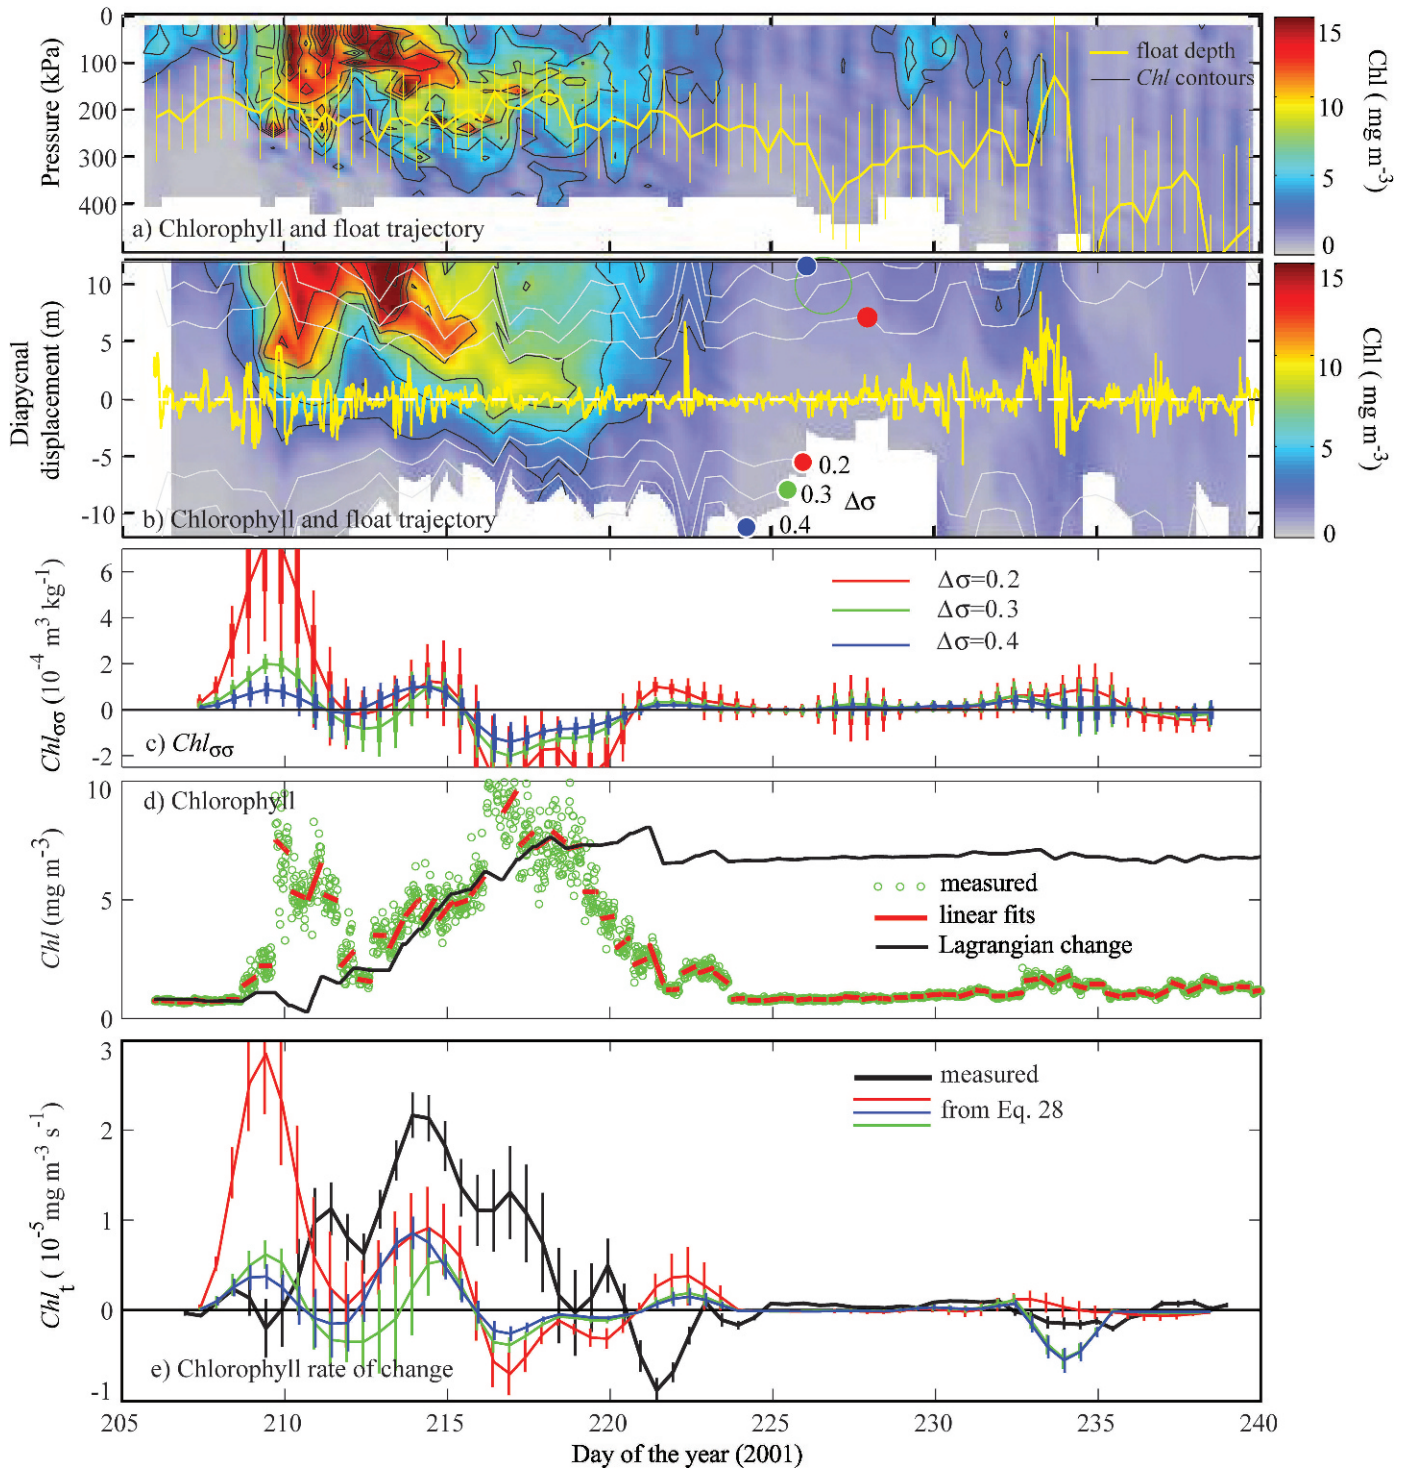 0
100
200
300
400
Pressure (kPa)
float depth
Chl contours
a) Chlorophyll and float trajectory
15
10
5
0
Chl ( mg m-3)
10
5
0
-5
-10
Diapycnal
displacement (m)
0.2
0.3 Δσ
0.4
b) Chlorophyll and float trajectory
15
10
5
0
Chl ( mg m-3)
6
4
2
0
-2
Chlσσ (10-4 m3 kg-1)
Δσ=0.2
Δσ=0.3
Δσ=0.4
c) Chlσσ
10
5
0
Chl (mg m-3)
d) Chlorophyll
measured
linear fits
Lagrangian change
3
2
1
0
-1
Chlt ( 10-5 mg m-3 s-1)
measured
from Eq. 28
e) Chlorophyll rate of change
205 210 215 220 225 230 235 240
Day of the year (2001)